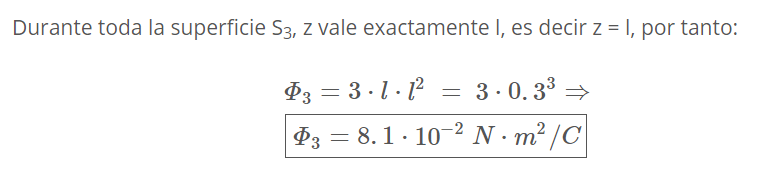 Durante toda la superficie S₃, z vale exactamente l, es decir z = l, por tanto:
Φ₃ = 3 · l · l² = 3 · 0.3³ ⇒
Φ₃ = 8.1 · 10⁻² N · m²/C